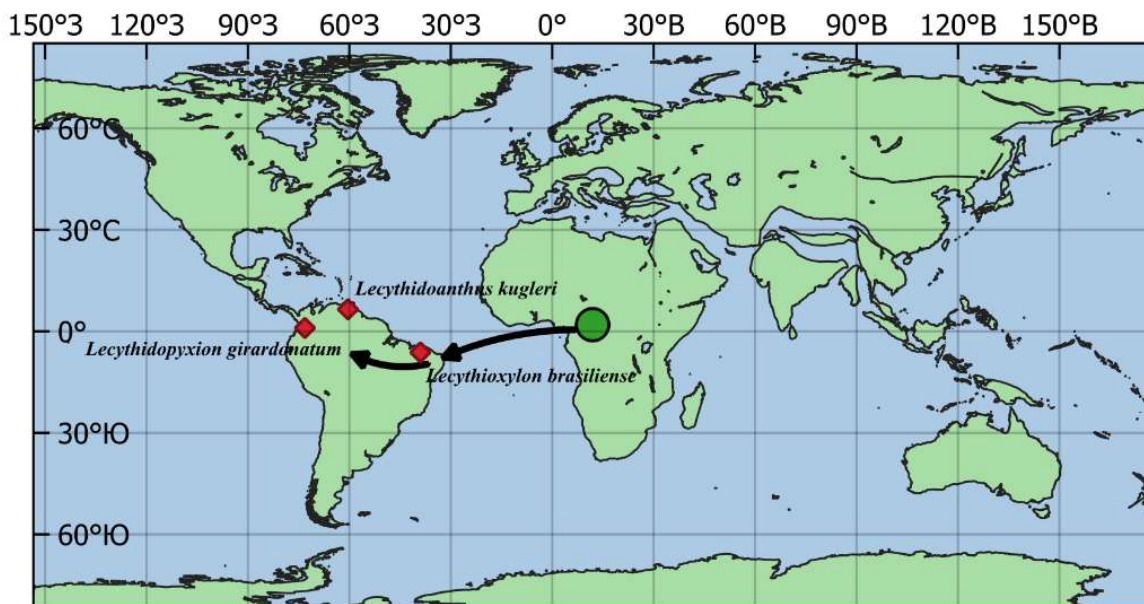 150°З 120°З 90°З 60°З 30°З 0° 30°В 60°В 90°В 120°В 150°В
60°С
30°С
Lecythidoanthus kugleri
0°
Lecythidopyxion girardonatum
Lecythioxylon brasiliense
30°Ю
60°Ю